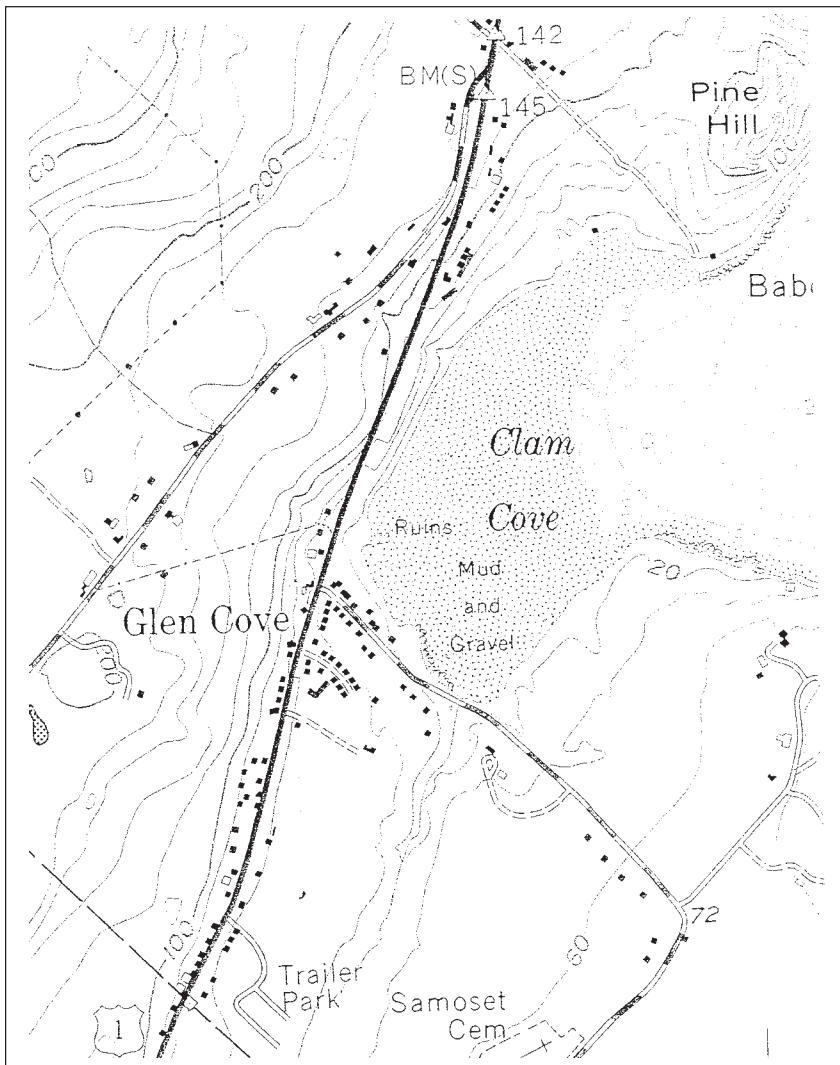 142
BM(S)
145
Pine
Hill
100
200
Clam
Cove
Ruins
Mud
and
Gravel
20
Glen Cove
200
72
60
100
Trailer
Park
Samoset
Cem
1